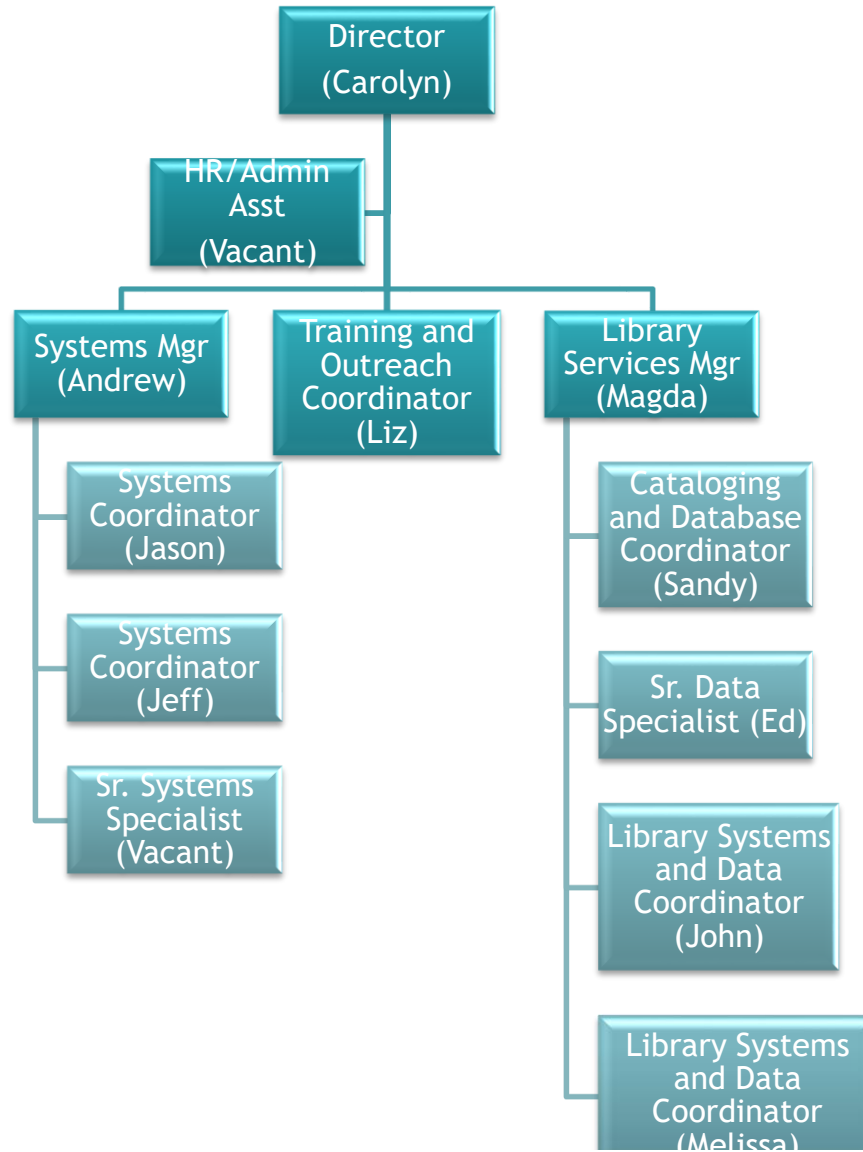 Director
(Carolyn)
HR/Admin
Asst
(Vacant)
Systems Mgr
(Andrew)
Training and
Outreach
Coordinator
(Liz)
Library
Services Mgr
(Magda)
Systems
Coordinator
(Jason)
Systems
Coordinator
(Jeff)
Sr. Systems
Specialist
(Vacant)
Cataloging
and Database
Coordinator
(Sandy)
Sr. Data
Specialist (Ed)
Library Systems
and Data
Coordinator
(John)
Library Systems
and Data
Coordinator
(Melissa)